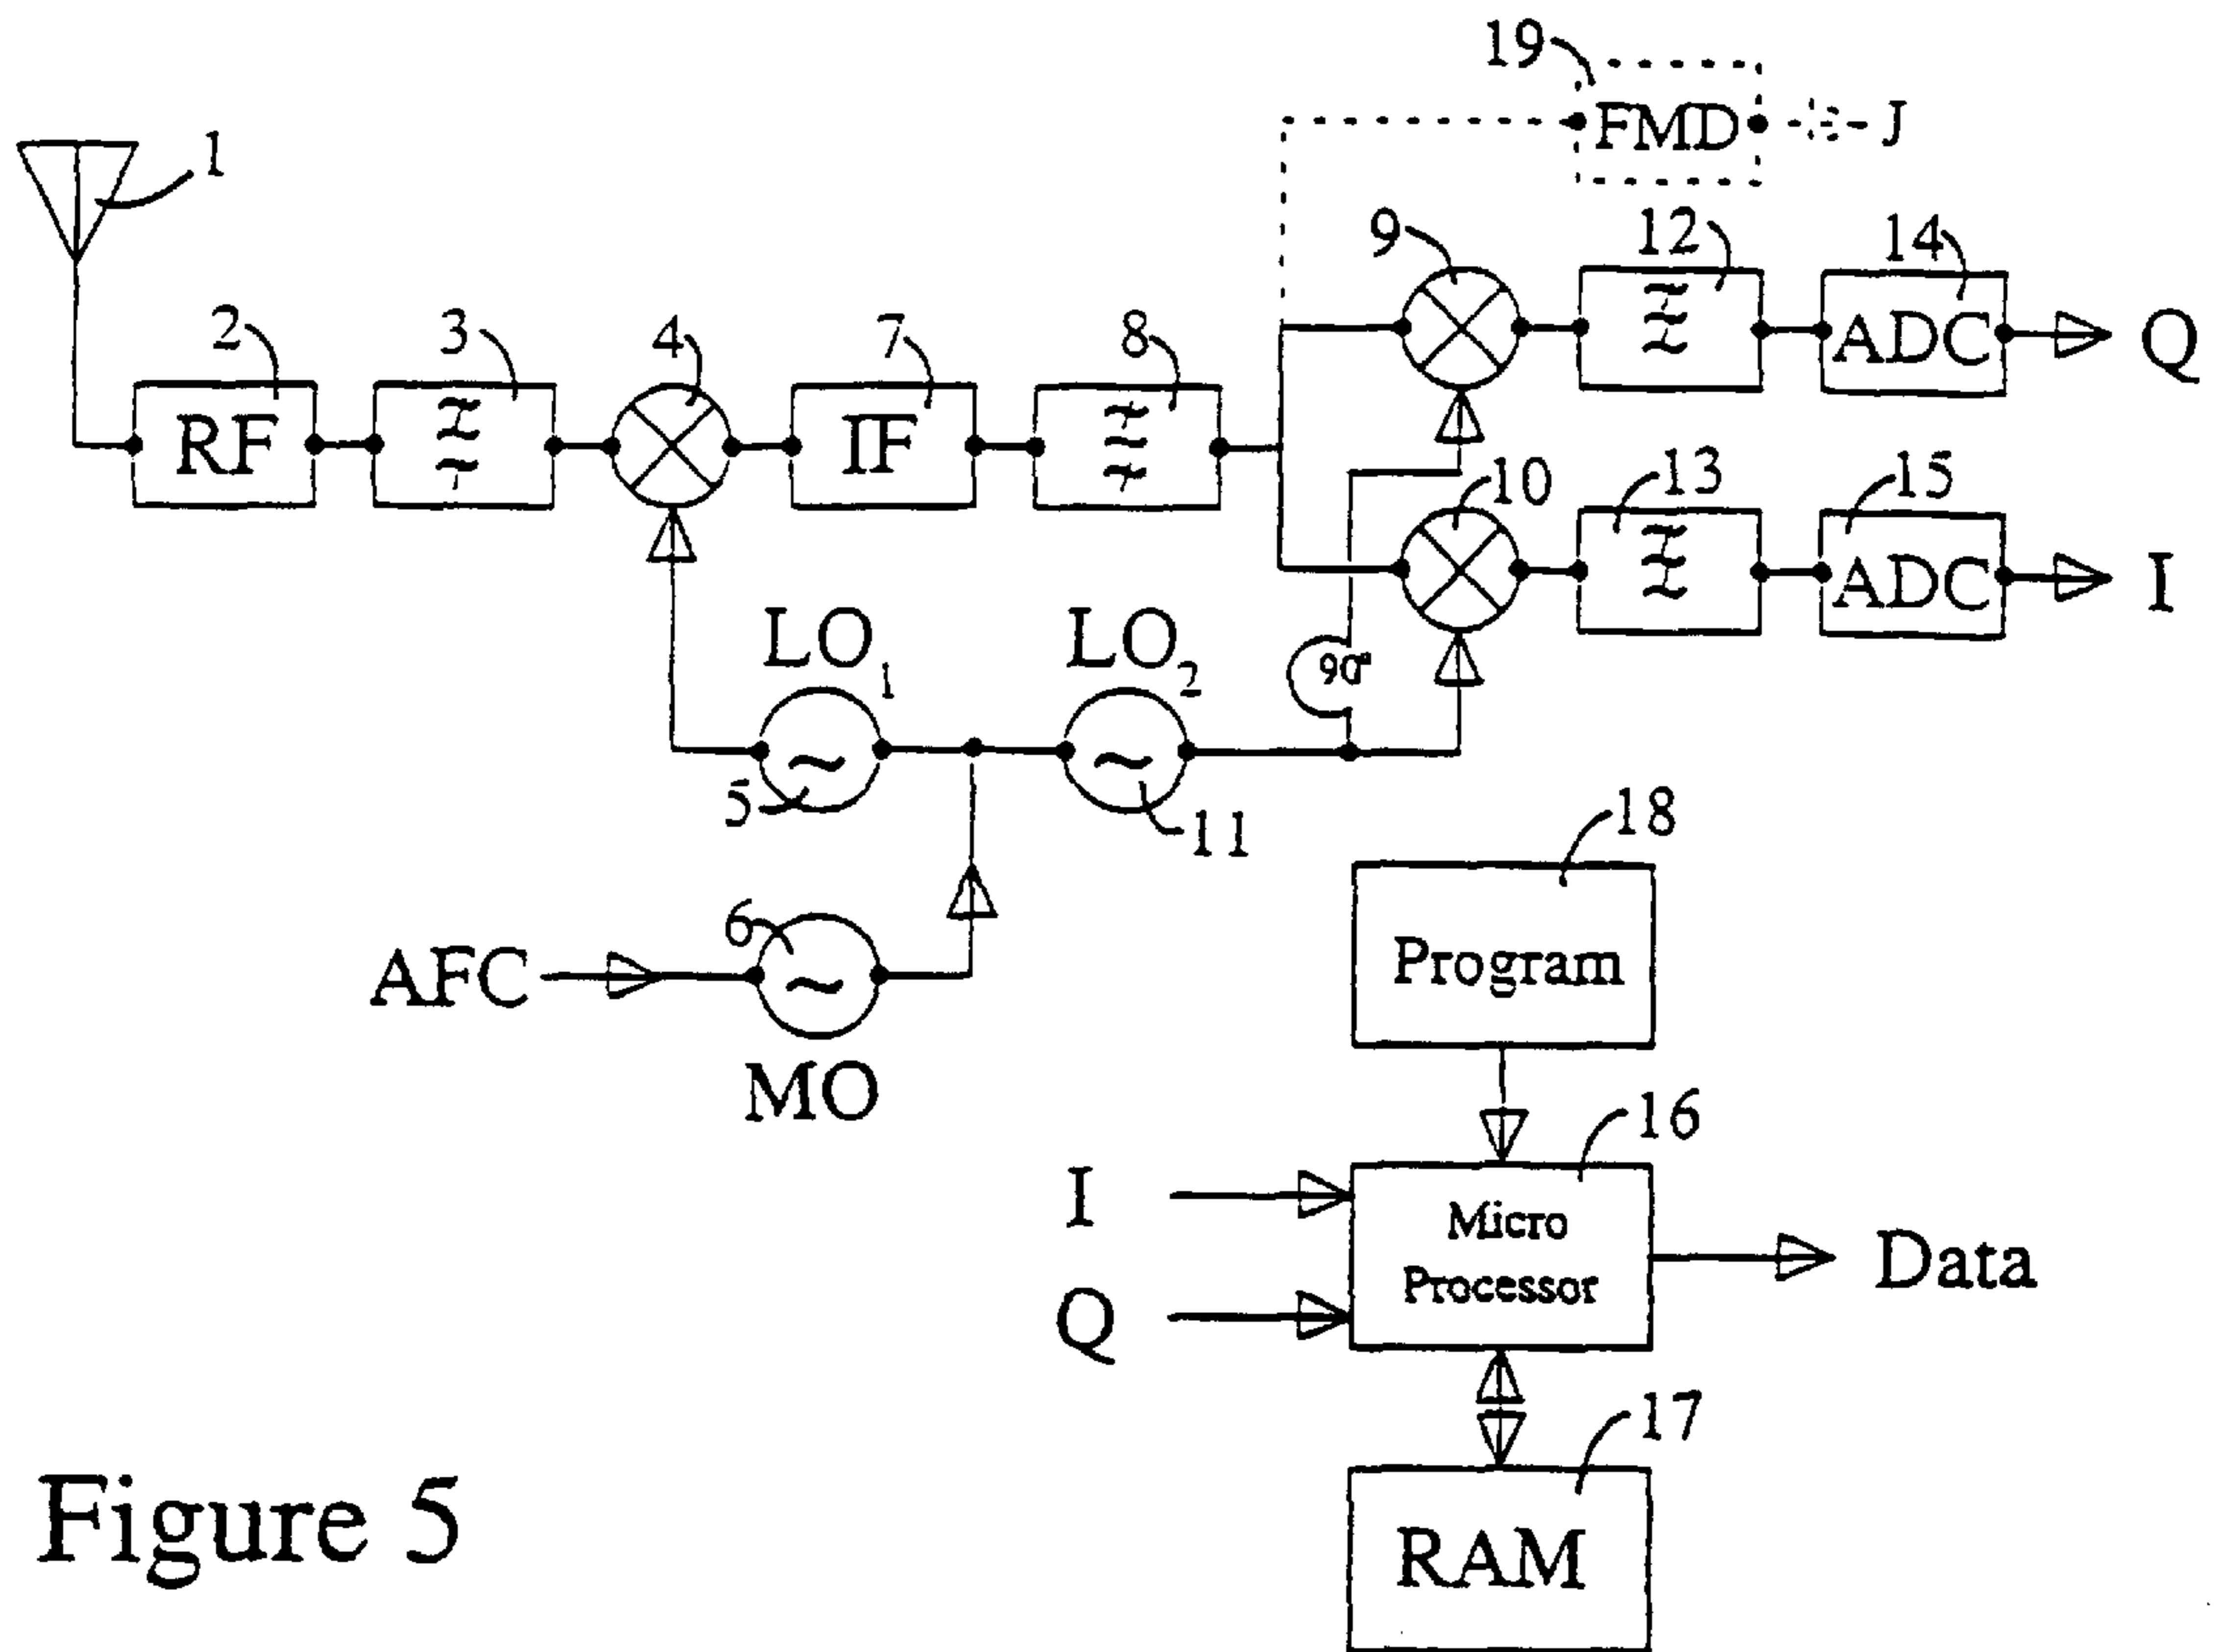 19
FMD
J
1
9
12
14
ADC
Q
2
3
4
7
8
RF
IF
10
13
15
ADC
I
LO1
LO2
90°
5
11
18
6
AFC
Program
MO
16
I
Micro
Processor
Data
Q
17
RAM
Figure 5